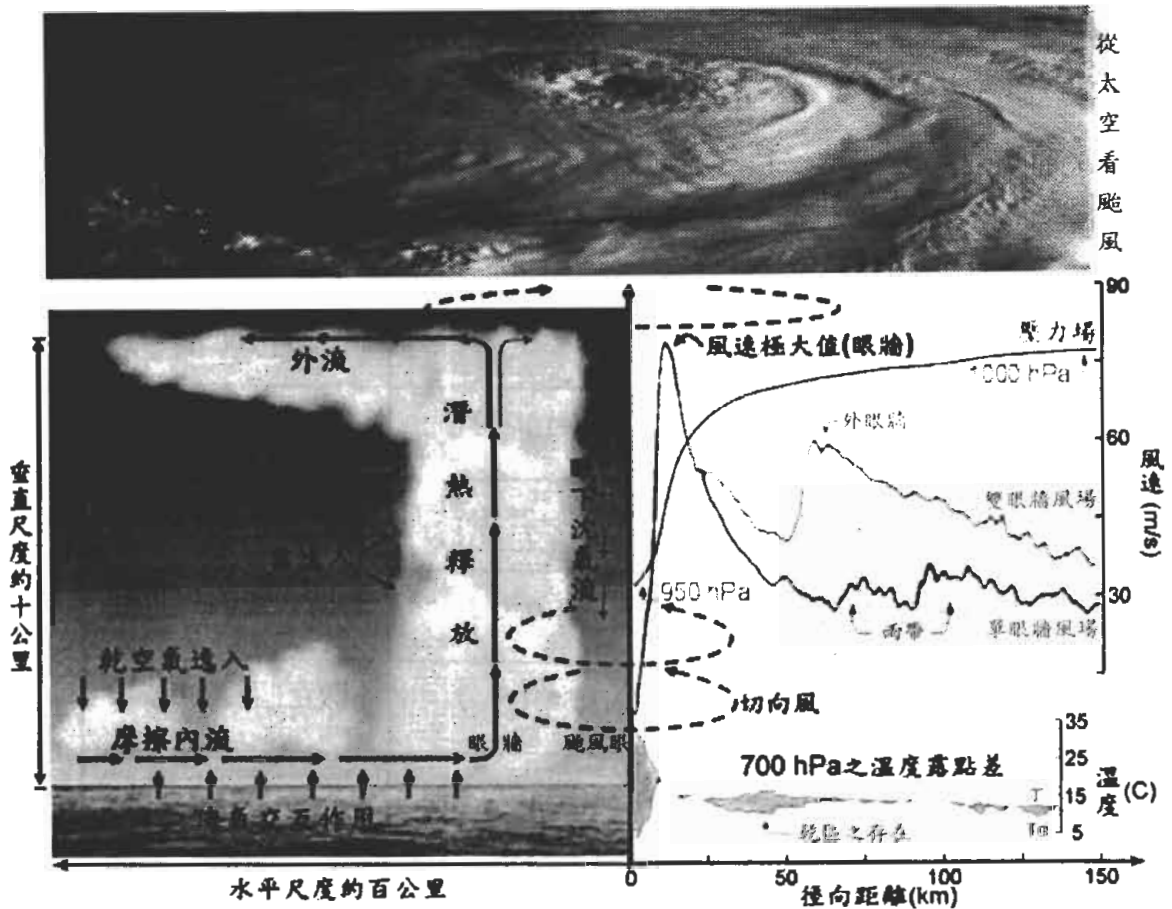 從太空看颱風
90
壓力場
風速極大值(眼牆)
外流
1000 hPa
潛熱釋放
外眼牆
60
風速 (m/s)
垂直尺度約十公里
雙眼牆風場
下沈氣流
950 hPa
30
雨帶
單眼牆風場
乾空氣逸入
切向風
摩擦內流
眼牆
颱風眼
35
700 hPa之溫度露點差
25
溫度 (C)
T
15
海氣交互作用
乾區之存在
5
0
50
100
150
水平尺度約百公里
徑向距離(km)